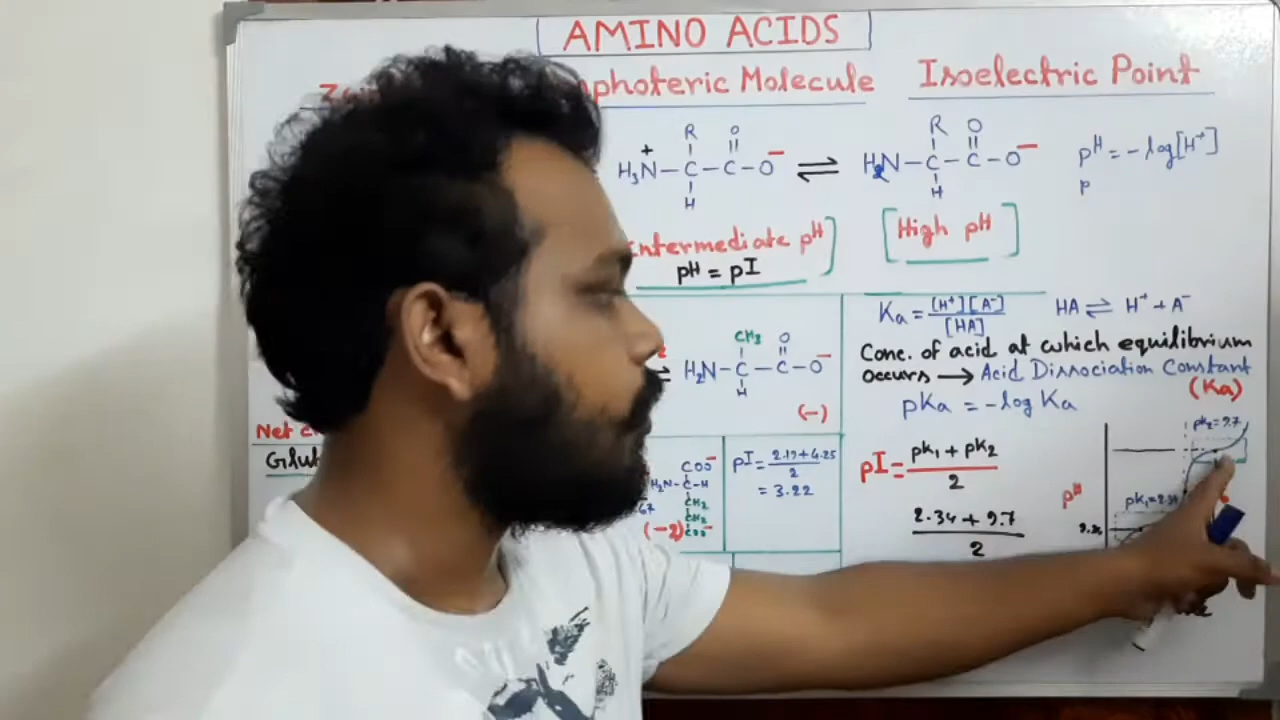 AMINO ACIDS
photeric Molecule
Isoelectric Point
R O
H₃N⁺ – C – C – O⁻ ⇌
H
R O
H₂N – C – C – O⁻
H
pH = -log[H⁺]
p
Intermediate pH
pH = pI
[High pH]
CH₃ O
H₂N – C – C – O⁻
H
(-)
Net
Glut
COO⁻
H₂N-C-H
CH₂
CH₂
COO⁻
67
(-2)
pI = 2.19+4.25
2
= 3.22
Ka = [H⁺][A⁻]
[HA]
HA ⇌ H⁺ + A⁻
Conc. of acid at which equilibrium
occurs → Acid Dissociation Constant
(Ka)
pKa = -log Ka
pI = pk₁ + pk₂
2
2.34 + 9.7
2
pk₂=9.7
pH
pk₁=2.34